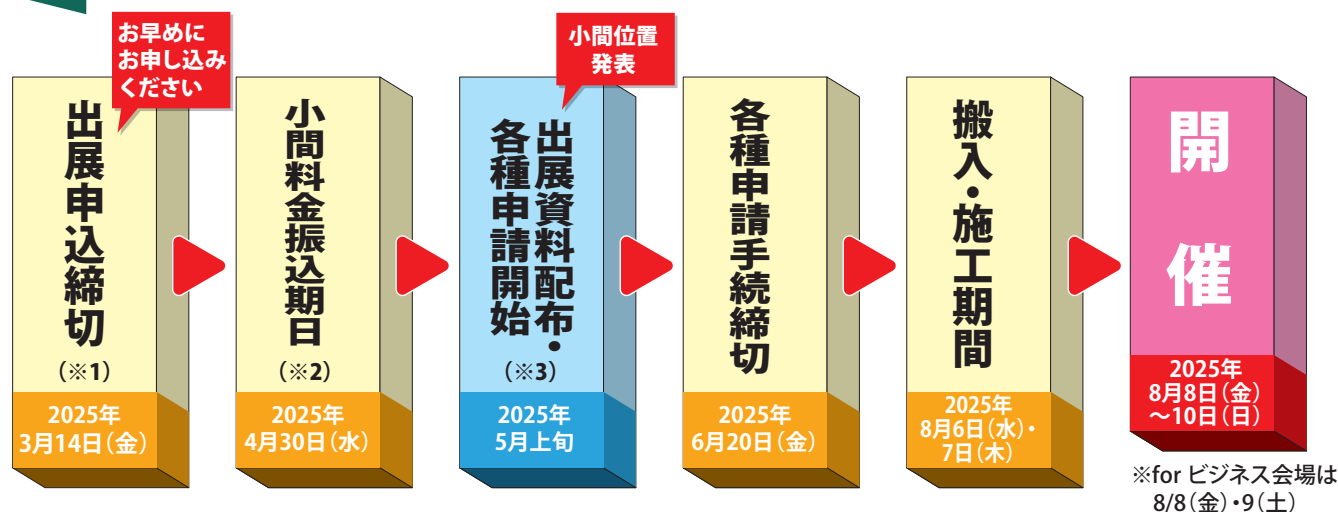 お早めに
お申し込み
ください
出展申込締切
（※1）
2025年
3月14日（金）
小間料金振込期日
（※2）
2025年
4月30日（水）
小間位置
発表
出展資料配布・
各種申請開始
（※3）
2025年
5月上旬
各種申請手続締切
2025年
6月20日（金）
搬入・施工期間
2025年
8月6日（水）・
7日（木）
開催
2025年
8月8日（金）
～10日（日）
※for ビジネス会場は
8/8（金）・9（土）